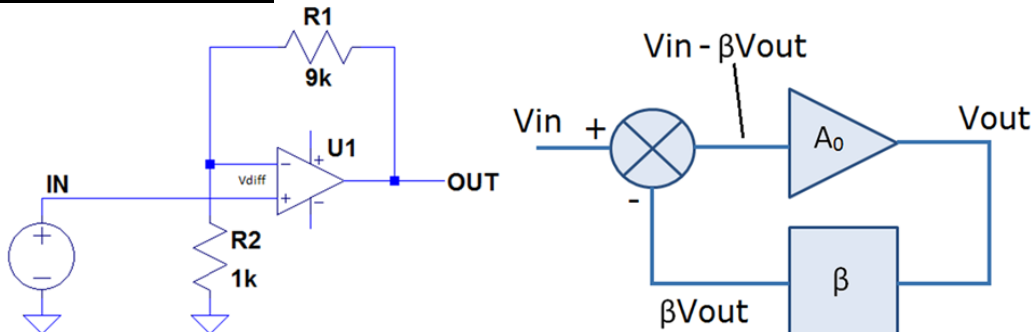 R1
9k
U1
Vdiff
IN
OUT
R2
1k
Vin - βVout
Vin
+
A₀
Vout
-
β
βVout